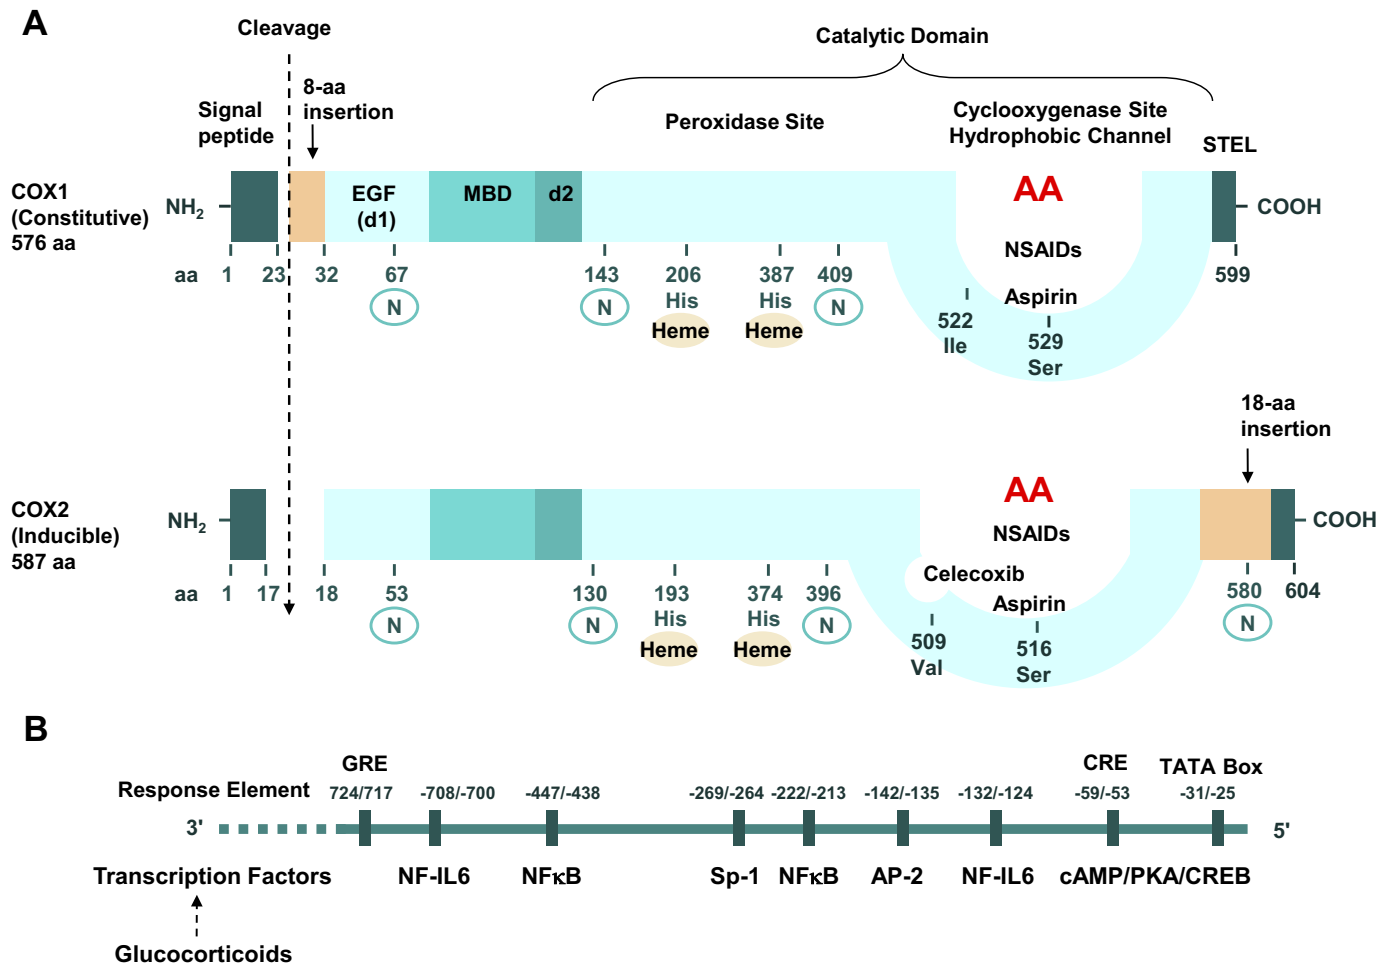 A
Cleavage
Catalytic Domain
8-aa
insertion
Signal
peptide
Peroxidase Site
Cyclooxygenase Site
Hydrophobic Channel
STEL
COX1
(Constitutive)
576 aa
NH2
EGF
(d1)
MBD
d2
AA
NSAIDs
Aspirin
COOH
aa 1 23 32 67 143 206 387 409 599
N N His His N
Heme Heme
522
Ile
529
Ser
18-aa
insertion
COX2
(Inducible)
587 aa
NH2
AA
NSAIDs
Celecoxib
Aspirin
COOH
aa 1 17 18 53 130 193 374 396 580 604
N N His His N N
Heme Heme
509
Val
516
Ser
B
GRE CRE TATA Box
Response Element 724/717 -708/-700 -447/-438 -269/-264 -222/-213 -142/-135 -132/-124 -59/-53 -31/-25
3' 5'
Transcription Factors NF-IL6 NFκB Sp-1 NFκB AP-2 NF-IL6 cAMP/PKA/CREB
Glucocorticoids